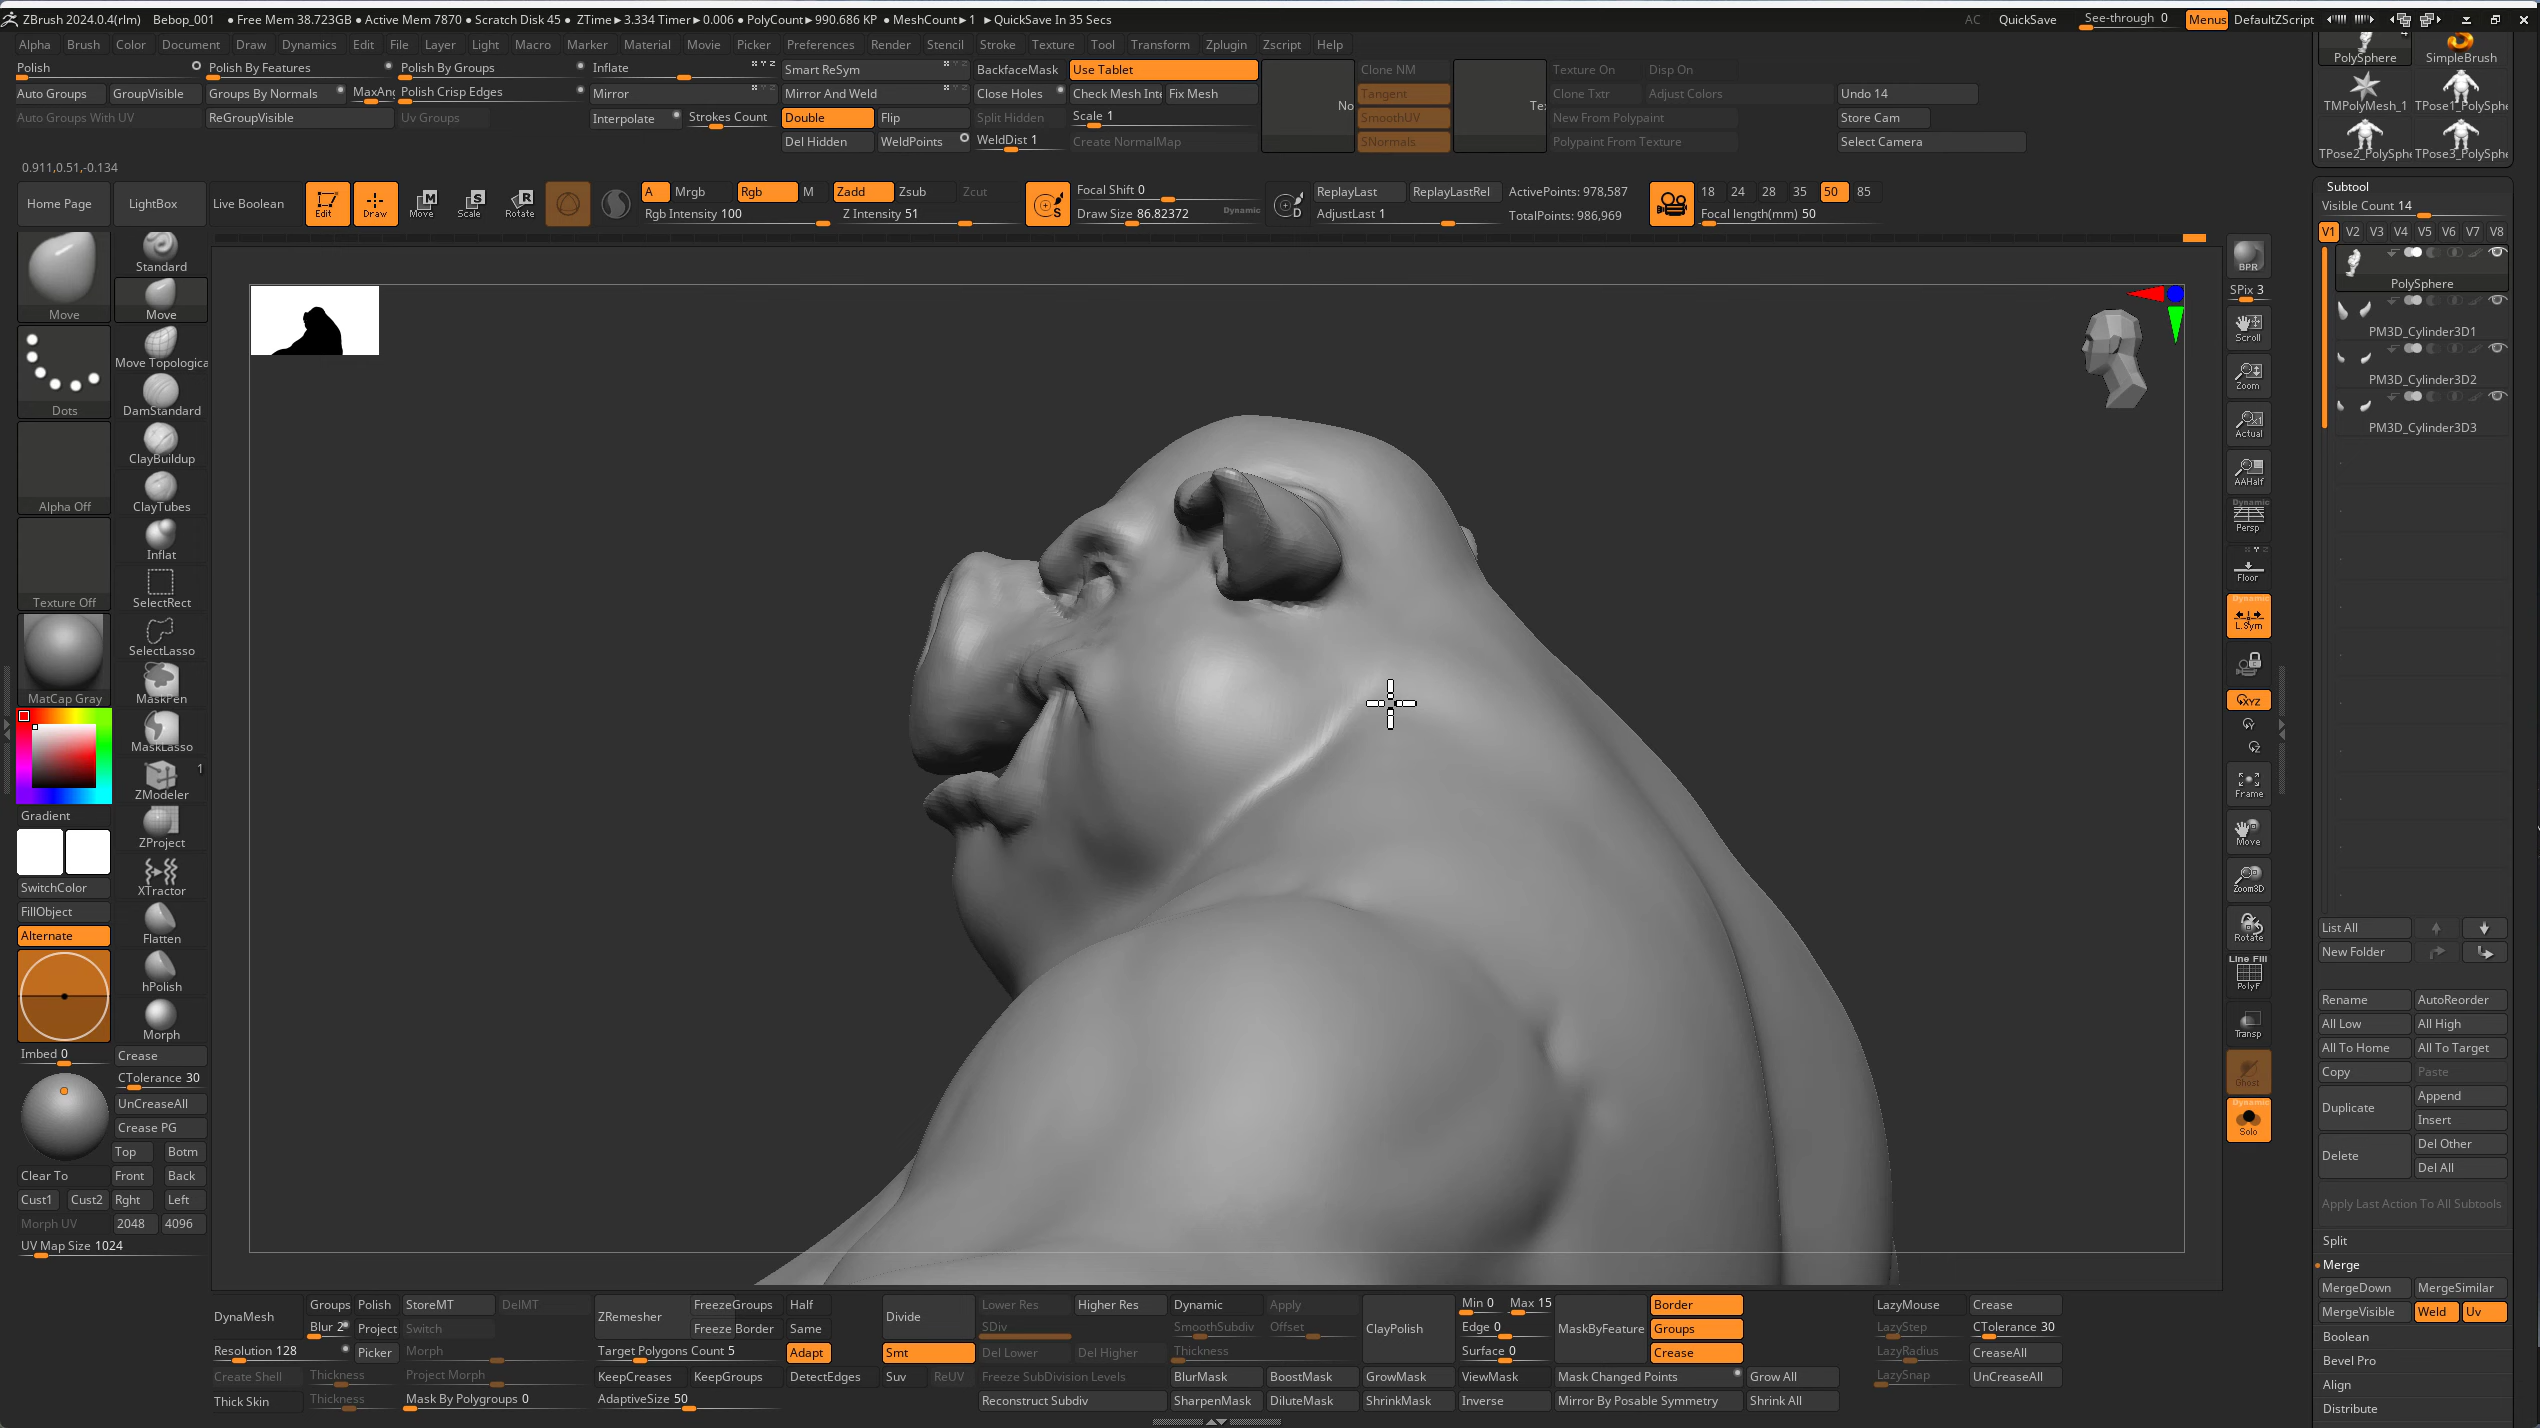 ZBrush 2024.0.4(rlm) Bebop_001 ● Free Mem 38.723GB ● Active Mem 7870 ● Scratch Disk 45 ● ZTime►3.334 Timer►0.006 ● PolyCount►990.686 KP ● MeshCount►1 ►QuickSave In 35 Secs AC QuickSave See-through 0 Menus DefaultZScript
Alpha Brush Color Document Draw Dynamics Edit File Layer Light Macro Marker Material Movie Picker Preferences Render Stencil Stroke Texture Tool Transform Zplugin Zscript Help
Polish Polish By Features Polish By Groups Inflate Smart ReSym BackfaceMask Use Tablet Clone NM Texture On Disp On
Auto Groups GroupVisible Groups By Normals MaxAn Polish Crisp Edges Mirror Mirror And Weld Close Holes Check Mesh Inte Fix Mesh Tangent Clone Txtr Adjust Colors Undo 14
No Te:
Auto Groups With UV ReGroupVisible Uv Groups Interpolate Strokes Count Double Flip Split Hidden Scale 1 SmoothUV New From Polypaint Store Cam
Del Hidden WeldPoints WeldDist 1 Create NormalMap SNormals Polypaint From Texture Select Camera
0.911,0.51,-0.134
Home Page LightBox Live Boolean Edit Draw Move Scale Rotate
A Mrgb Rgb M Zadd Zsub Zcut Focal Shift 0 ReplayLast ReplayLastRel ActivePoints: 978,587 18 24 28 35 50 85
Rgb Intensity 100 Z Intensity 51 Draw Size 86.82372 Dynamic AdjustLast 1 TotalPoints: 986,969 Focal length(mm) 50
S D M S R
Move Standard
Move
Dots Move Topologica
DamStandard
ClayBuildup
Alpha Off ClayTubes
Inflat
Texture Off SelectRect
SelectLasso
MatCap Gray MaskPen
MaskLasso
ZModeler 1
Gradient
ZProject
SwitchColor XTractor
FillObject
Alternate Flatten
hPolish
Morph
Imbed 0 Crease
CTolerance 30
UnCreaseAll
Crease PG
Top Botm
Clear To Front Back
Cust1 Cust2 Rght Left
Morph UV 2048 4096
UV Map Size 1024
BPR
SPix 3
Scroll
Zoom
Actual
AAHalf
Dynamic
Persp
Floor
Dynamic
L.Sym
XYZ
Y
Z
Frame
Move
Zoom3D
Rotate
Line Fill
PolyF
Transp
Ghost
Dynamic
Solo
4
PolySphere SimpleBrush
TMPolyMesh_1 TPose1_PolySphe
TPose2_PolySphe TPose3_PolySphe
Subtool
Visible Count 14
V1 V2 V3 V4 V5 V6 V7 V8
PolySphere
PM3D_Cylinder3D1
PM3D_Cylinder3D2
PM3D_Cylinder3D3
List All
New Folder
Rename AutoReorder
All Low All High
All To Home All To Target
Copy Paste
Duplicate Append
Insert
Delete Del Other
Del All
Apply Last Action To All Subtools
Split
Merge
MergeDown MergeSimilar
MergeVisible Weld Uv
Boolean
Bevel Pro
Align
Distribute
DynaMesh Groups Polish StoreMT DelMT ZRemesher FreezeGroups Half Divide Lower Res Higher Res Dynamic Apply ClayPolish Min 0 Max 15 MaskByFeature Border LazyMouse Crease
Blur 2 Project Switch Freeze Border Same SDiv SmoothSubdiv Offset Edge 0 Groups LazyStep CTolerance 30
Resolution 128 Picker Morph Target Polygons Count 5 Adapt Smt Del Lower Del Higher Thickness Surface 0 Crease LazyRadius CreaseAll
Create Shell Thickness Project Morph KeepCreases KeepGroups DetectEdges Suv ReUV Freeze SubDivision Levels BlurMask BoostMask GrowMask ViewMask Mask Changed Points Grow All LazySnap UnCreaseAll
Thick Skin Thickness Mask By Polygroups 0 AdaptiveSize 50 Reconstruct Subdiv SharpenMask DiluteMask ShrinkMask Inverse Mirror By Posable Symmetry Shrink All